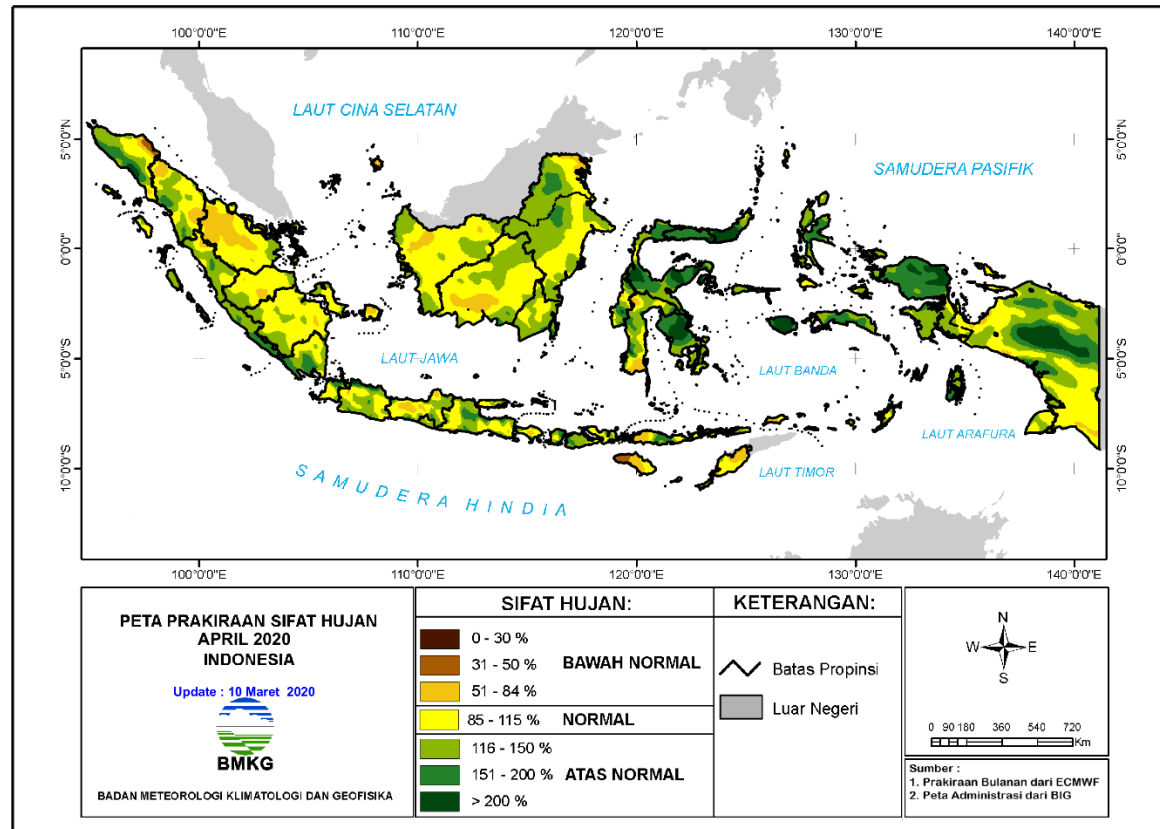 100°0'0"E 110°0'0"E 120°0'0"E 130°0'0"E 140°0'0"E
5°0'0"N
0°0'0"
5°0'0"S
10°0'0"S
LAUT CINA SELATAN
SAMUDERA PASIFIK
LAUT JAWA
LAUT BANDA
LAUT ARAFURA
LAUT TIMOR
SAMUDERA HINDIA
5°0'0"N
0°0'0"
5°0'0"S
10°0'0"S
100°0'0"E 110°0'0"E 120°0'0"E 130°0'0"E 140°0'0"E
PETA PRAKIRAAN SIFAT HUJAN
APRIL 2020
INDONESIA
Update : 10 Maret 2020
BMKG
BADAN METEOROLOGI KLIMATOLOGI DAN GEOFISIKA
SIFAT HUJAN:
0 - 30 %
31 - 50 % BAWAH NORMAL
51 - 84 %
85 - 115 % NORMAL
116 - 150 %
151 - 200 % ATAS NORMAL
> 200 %
KETERANGAN:
Batas Propinsi
Luar Negeri
N
W E
S
0 90 180 360 540 720
Km
Sumber :
1. Prakiraan Bulanan dari ECMWF
2. Peta Administrasi dari BIG